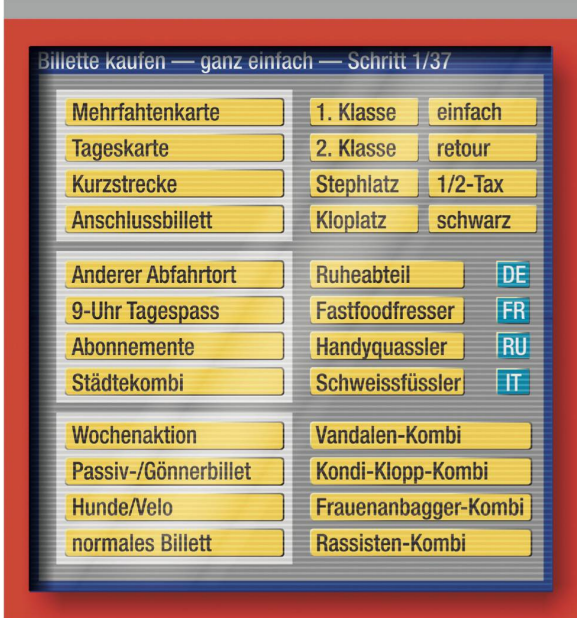 Billette kaufen — ganz einfach — Schritt 1/37
Mehrfahtenkarte 1. Klasse einfach
Tageskarte 2. Klasse retour
Kurzstrecke Stephlatz 1/2-Tax
Anschlussbillett Kloplatz schwarz
Anderer Abfahrtort Ruheabteil DE
9-Uhr Tagespass Fastfoodfresser FR
Abonnemente Handyquassler RU
Städtekombi Schweissfüssler IT
Wochenaktion Vandalen-Kombi
Passiv-/Gönnerbillet Kondi-Klopp-Kombi
Hunde/Velo Frauenanbagger-Kombi
normales Billett Rassisten-Kombi